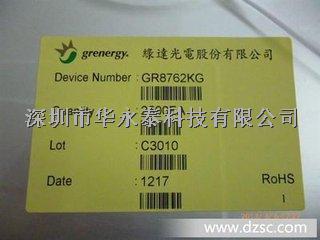 grenergy 綠達光電股份有限公司
Device Number : GR8762KG
深圳市华永泰科技有限公司
Lot : C3010
Date : 1217
RoHS
1
www.dzsc.com